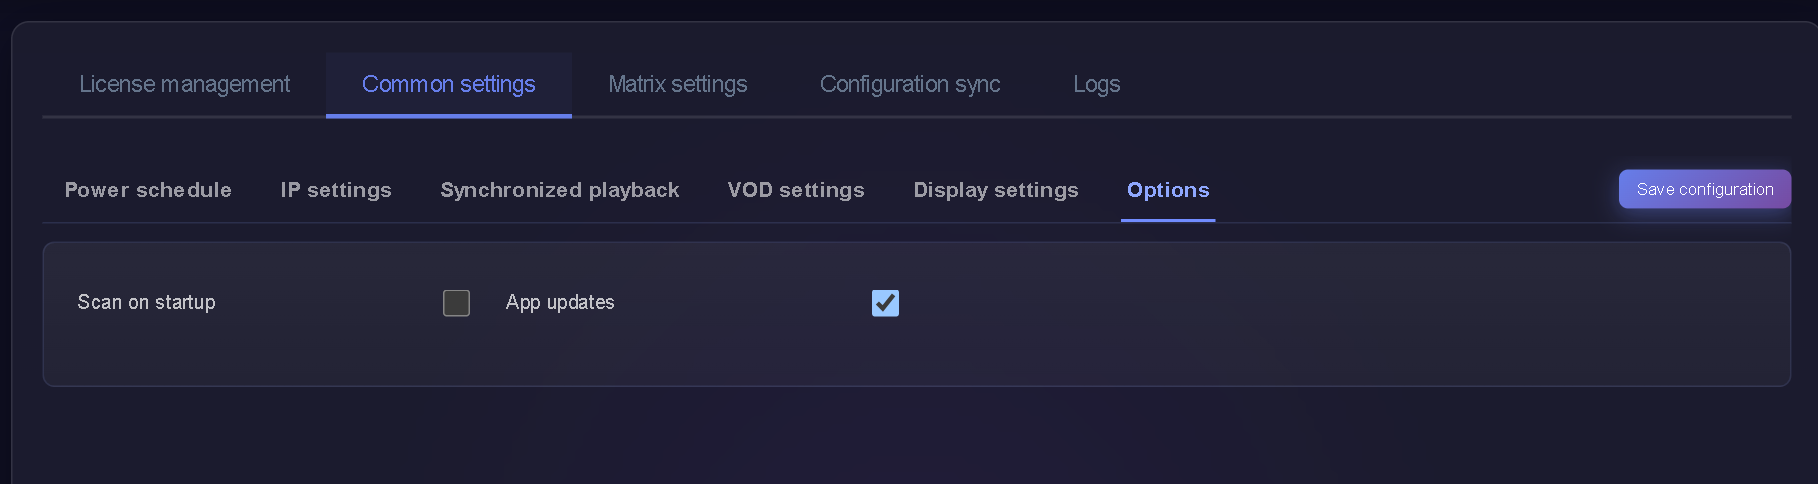 License management Common settings Matrix settings Configuration sync Logs
Power schedule IP settings Synchronized playback VOD settings Display settings Options Save configuration
Scan on startup App updates